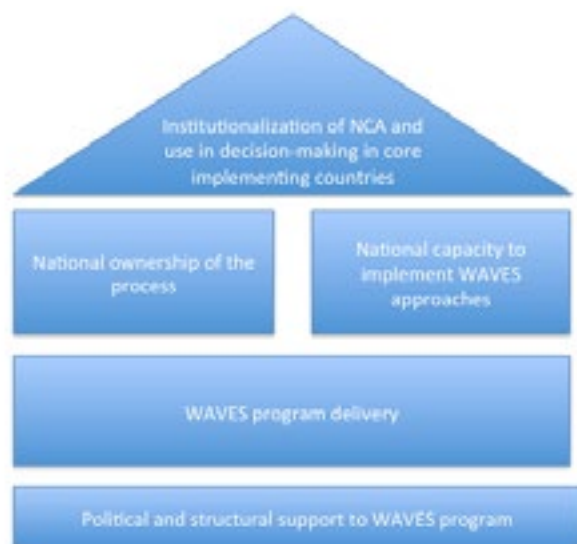 Institutionalization of NCA and
use in decision-making in core
implementing countries
National ownership of the
process
National capacity to
implement WAVES
approaches
WAVES program delivery
Political and structural support to WAVES program